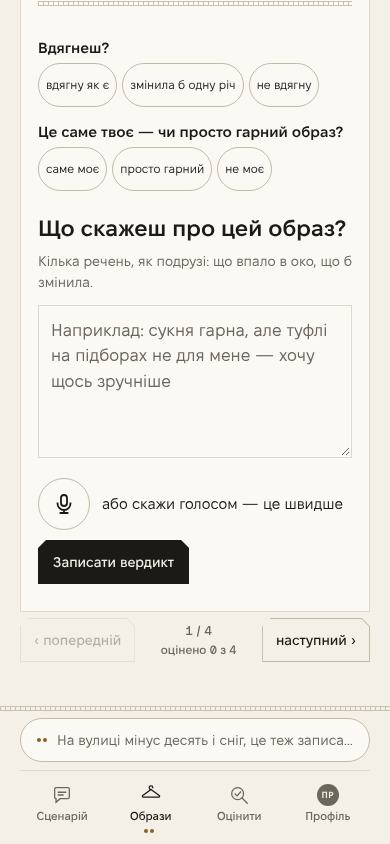 Вдягнеш?
вдягну як є змінила б одну річ не вдягну
Це саме твоє — чи просто гарний образ?
саме моє просто гарний не моє
Що скажеш про цей образ?
Кілька речень, як подрузі: що впало в око, що б
змінила.
Наприклад: сукня гарна, але туфлі
на підборах не для мене — хочу
щось зручніше
або скажи голосом — це швидше
Записати вердикт
‹ попередній 1 / 4 наступний ›
оцінено 0 з 4
На вулиці мінус десять і сніг, це теж записа...
ПР
Сценарій Образи Оцінити Профіль